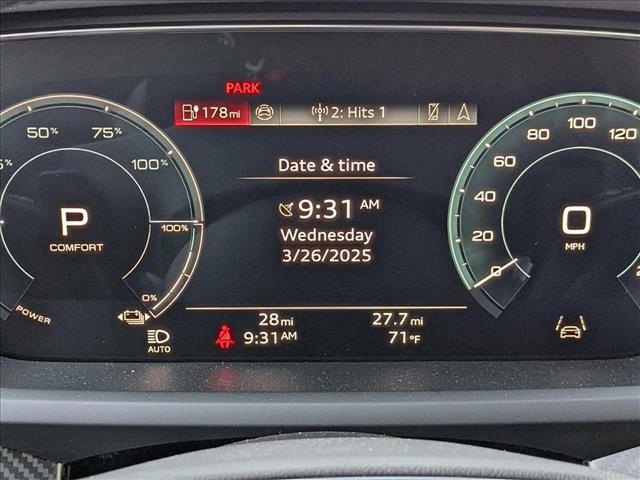 PARK
178mi
2: Hits 1
50%
75%
100%
Date & time
9:31 AM
Wednesday
3/26/2025
P
COMFORT
100%
0%
POWER
AUTO
28mi
27.7mi
9:31AM
71°F
0
20
40
60
80
100
120
0
MPH